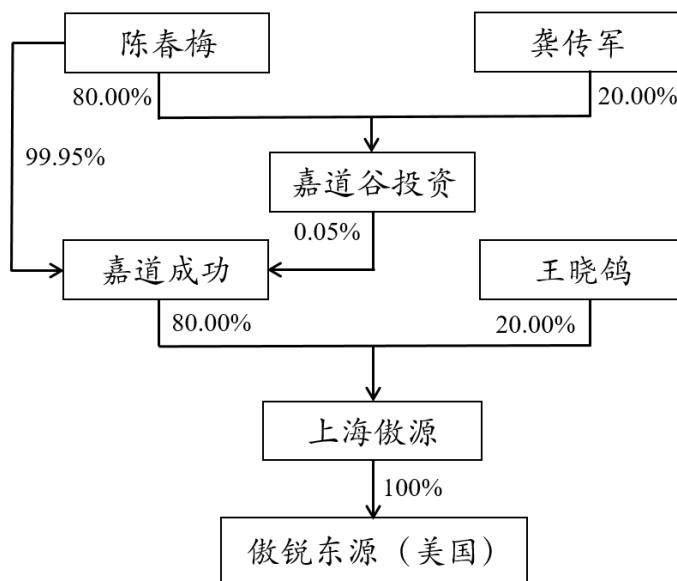 陈春梅
龚传军
80.00%
20.00%
99.95%
嘉道谷投资
0.05%
嘉道成功
王晓鸽
80.00%
20.00%
上海傲源
100%
傲锐东源（美国）